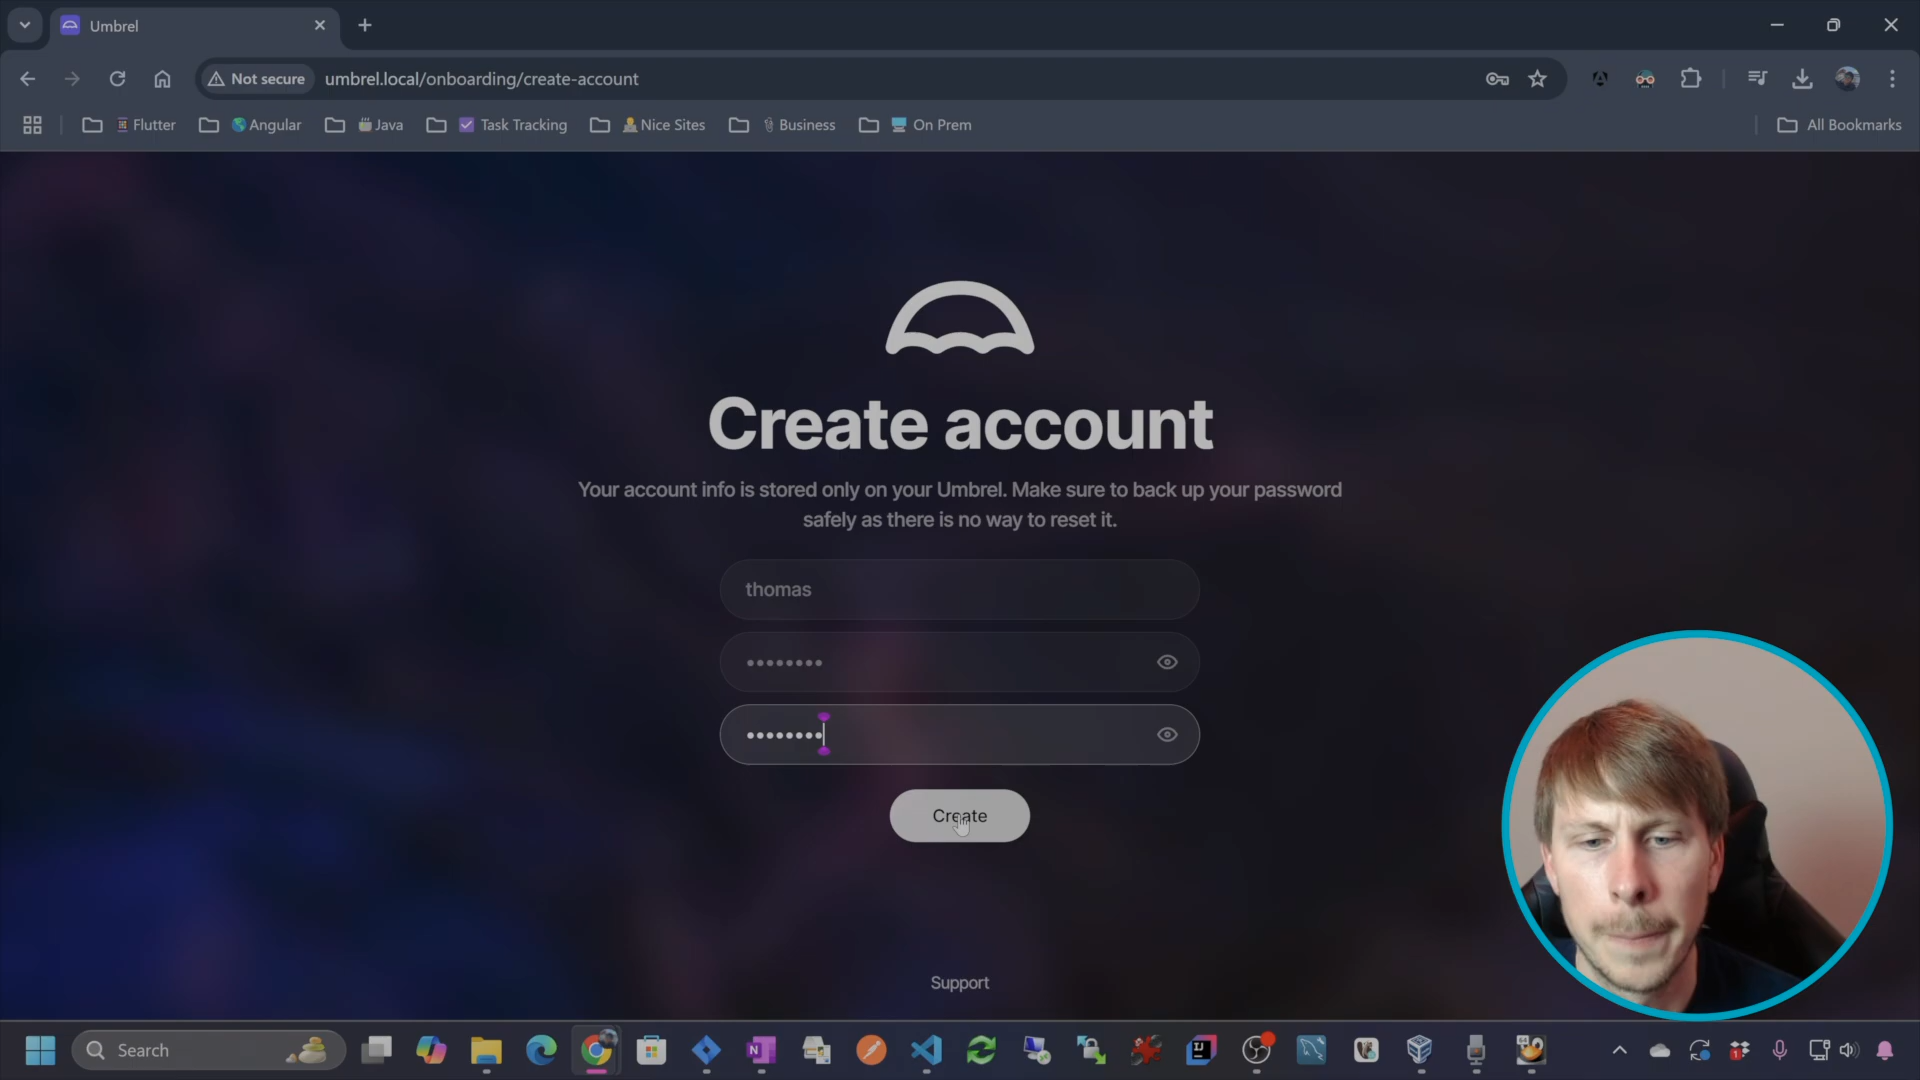 Umbrel
Not secure
umbrel.local/onboarding/create-account
Flutter
Angular
Java
Task Tracking
Nice Sites
Business
On Prem
All Bookmarks
Create account
Your account info is stored only on your Umbrel. Make sure to back up your password
safely as there is no way to reset it.
thomas
••••••••
••••••••
Create
Support
Search